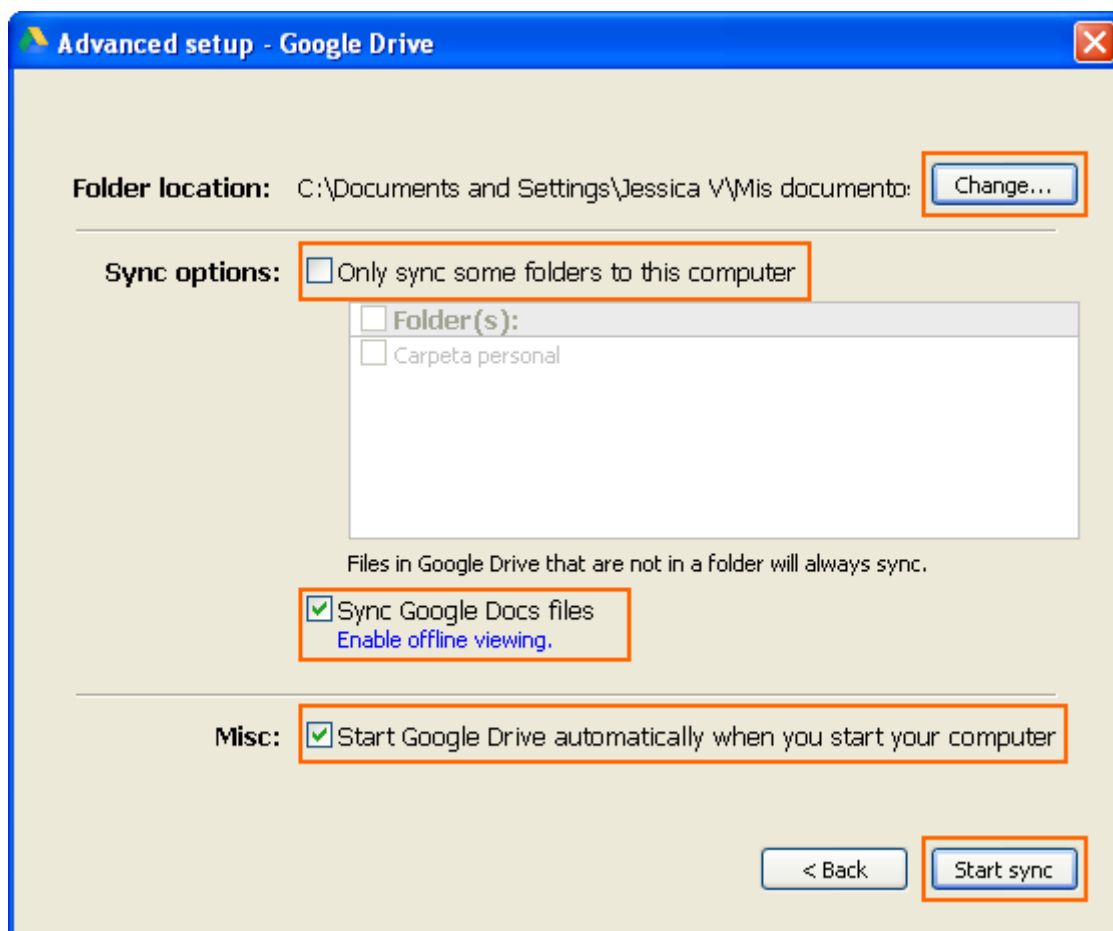 Advanced setup - Google Drive
Folder location: C:\Documents and Settings\Jessica V\Mis documento: Change...
Sync options: Only sync some folders to this computer
Folder(s):
Carpeta personal
Files in Google Drive that are not in a folder will always sync.
Sync Google Docs files
Enable offline viewing.
Misc: Start Google Drive automatically when you start your computer
< Back Start sync